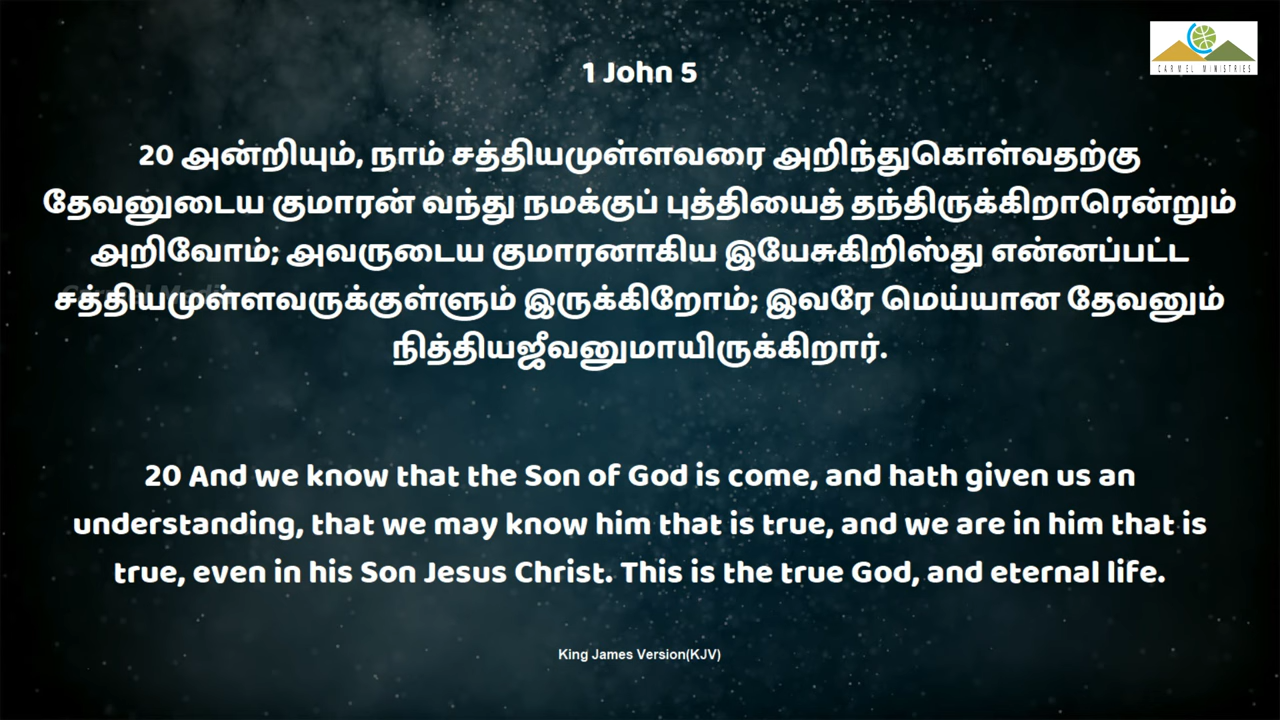 CARMEL MINISTRIES
1 John 5
20 அன்றியும், நாம் சத்தியமுள்ளவரை அறிந்துகொள்வதற்கு
தேவனுடைய குமாரன் வந்து நமக்குப் புத்தியைத் தந்திருக்கிறாரென்றும்
அறிவோம்; அவருடைய குமாரனாகிய இயேசுகிறிஸ்து என்னப்பட்ட
சத்தியமுள்ளவருக்குள்ளும் இருக்கிறோம்; இவரே மெய்யான தேவனும்
நித்தியஜீவனுமாயிருக்கிறார்.
20 And we know that the Son of God is come, and hath given us an
understanding, that we may know him that is true, and we are in him that is
true, even in his Son Jesus Christ. This is the true God, and eternal life.
King James Version(KJV)